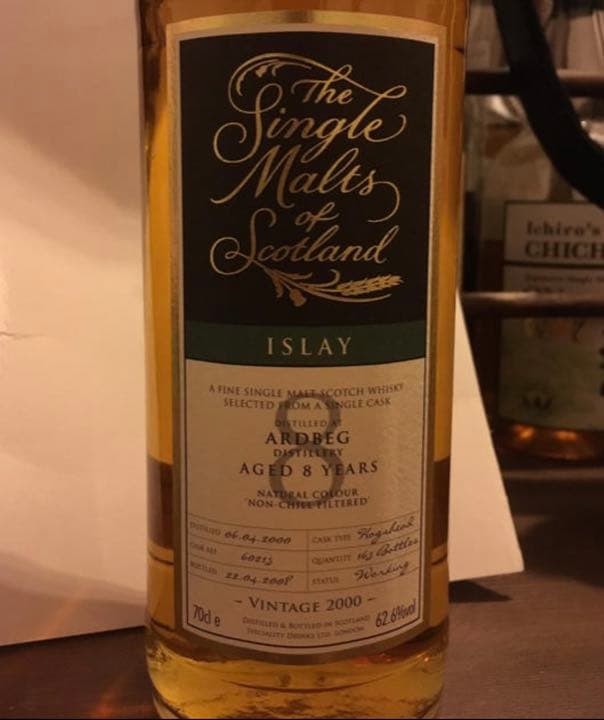 The
Single
Malts
of
Scotland
ISLAY
A FINE SINGLE MALT SCOTCH WHISKY
SELECTED FROM A SINGLE CASK
8
DISTILLED AT
ARDBEG
DISTILLERY
AGED 8 YEARS
NATURAL COLOUR
'NON-CHILL FILTERED'
DISTILLED 06.04.2000 CASK TYPE Hogshead
CASK REF 60213 QUANTITY 163 Bottles
BOTTLED 22.04.2008 STATUS Working
- VINTAGE 2000 -
70cl e DISTILLED & BOTTLED IN SCOTLAND 62.6%vol
SPECIALITY DRINKS LTD. LONDON
Ichiro's
CHICH